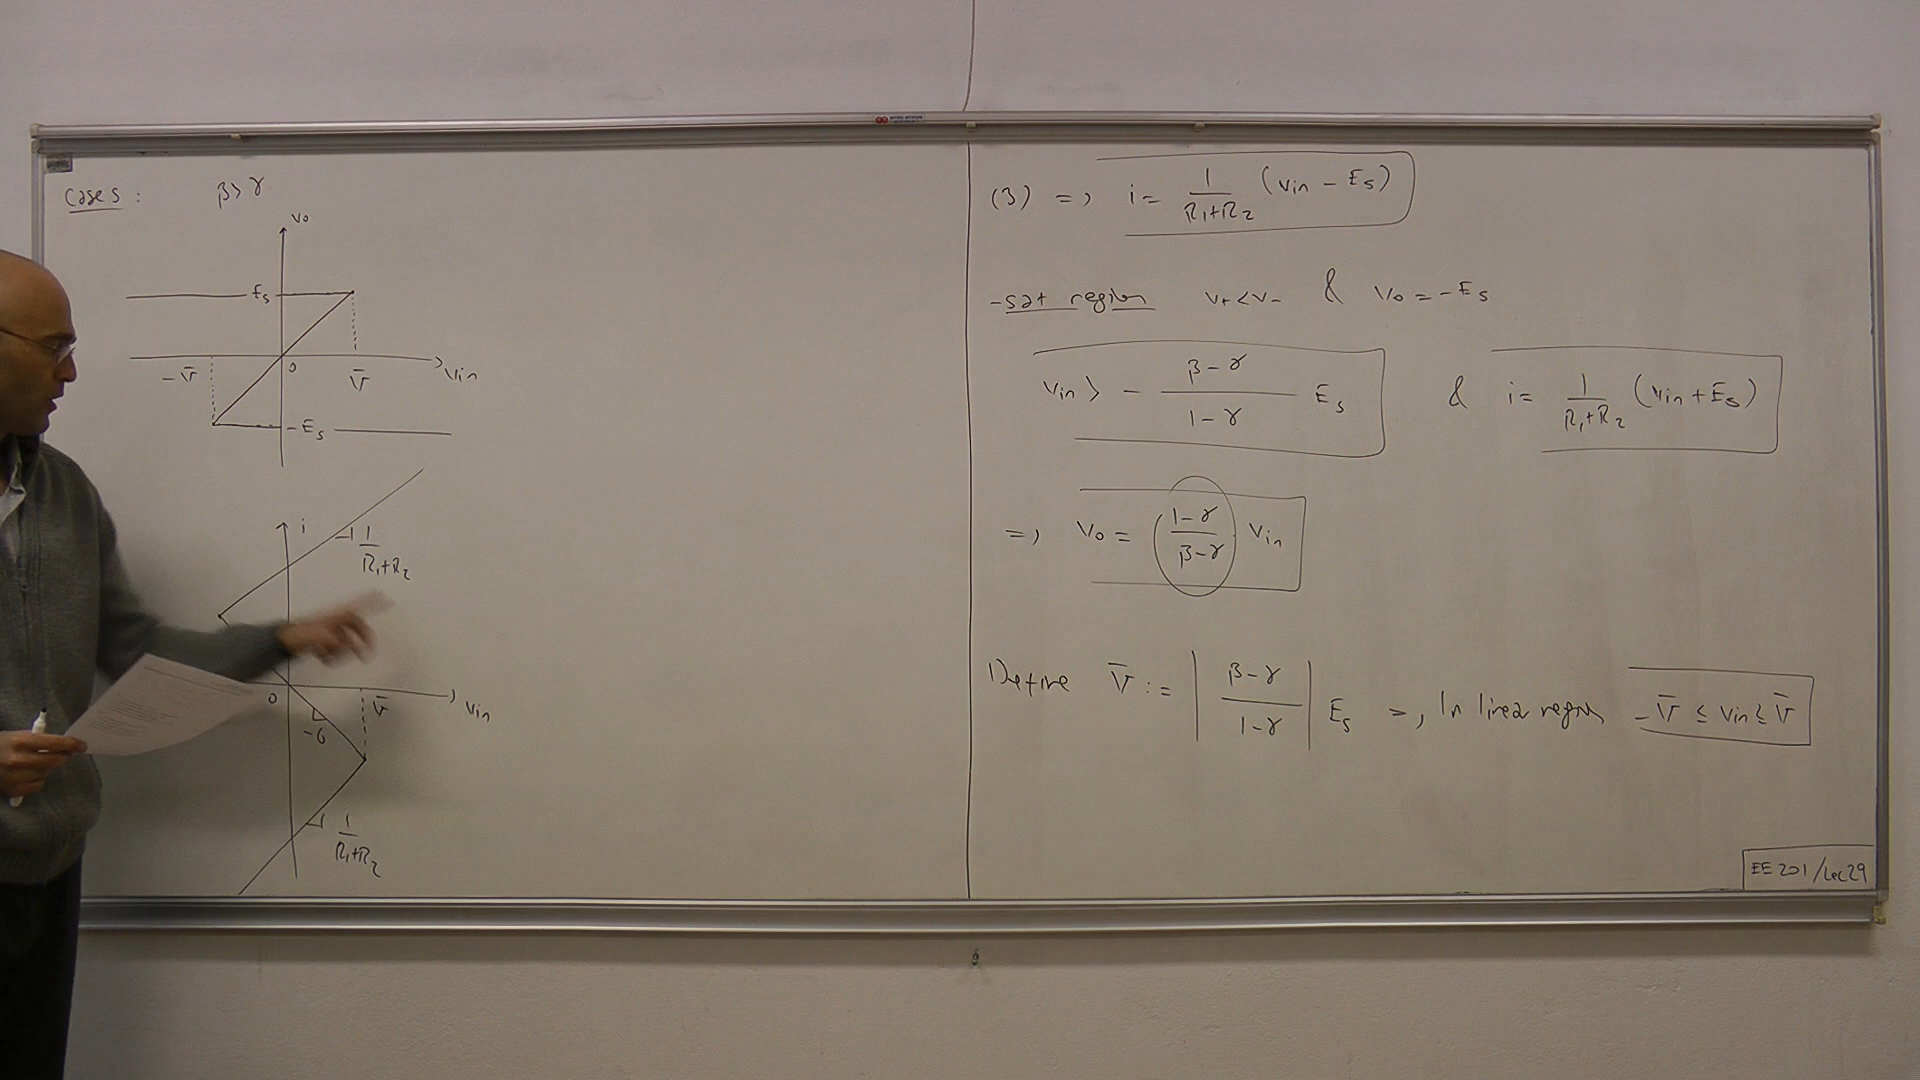 Cases : β > γ
v₀
Es
-V̄ 0 V̄ Vin
-Es
i
1/(R₁+R₂)
0 V̄ Vin
-G
1/(R₁+R₂)
(3) => i = 1/(R₁+R₂) (Vin - Es)
-sat region V+ < V- & V₀ = -Es
Vin > - (β-γ)/(1-γ) Es & i = 1/(R₁+R₂) (Vin + Es)
=> V₀ = ((1-γ)/(β-γ)) Vin
Define V̄ := |(β-γ)/(1-γ)| Es => In linear region -V̄ ≤ Vin ≤ V̄
EE 201 / Lec 29